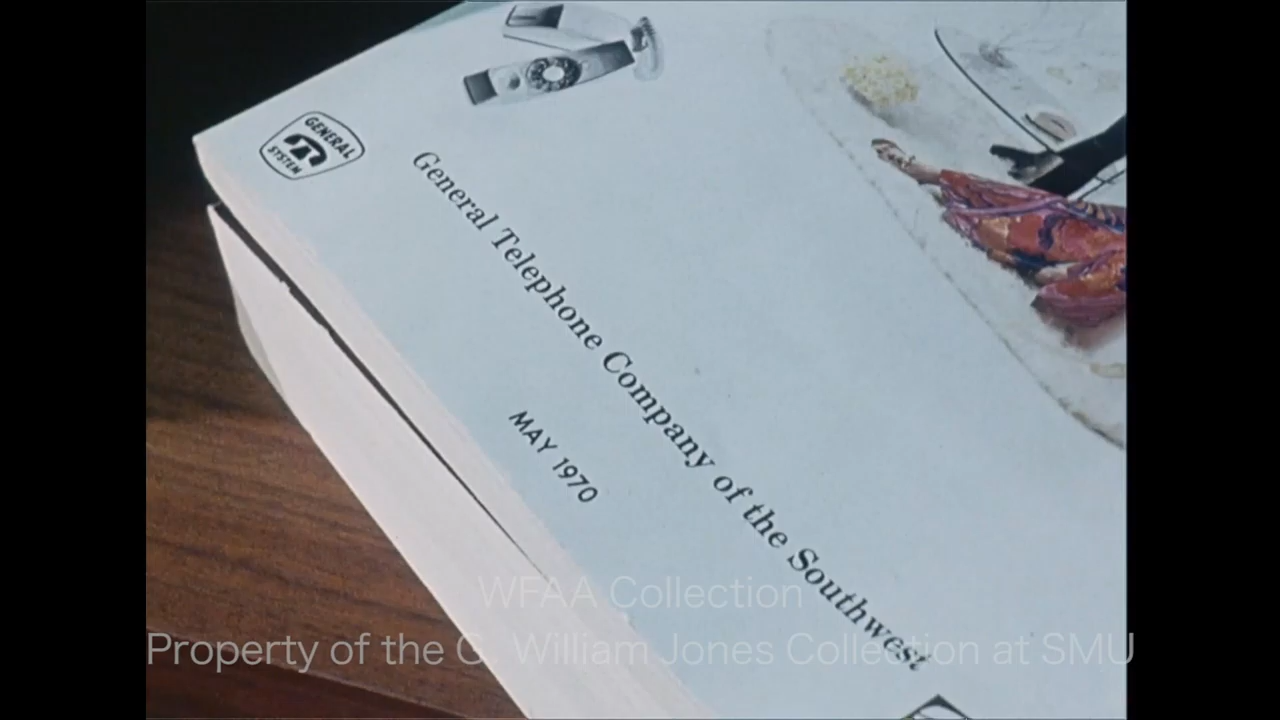 GENERAL
SYSTEM
General Telephone Company of the Southwest
MAY 1970
WFAA Collection
Property of the G. William Jones Collection at SMU